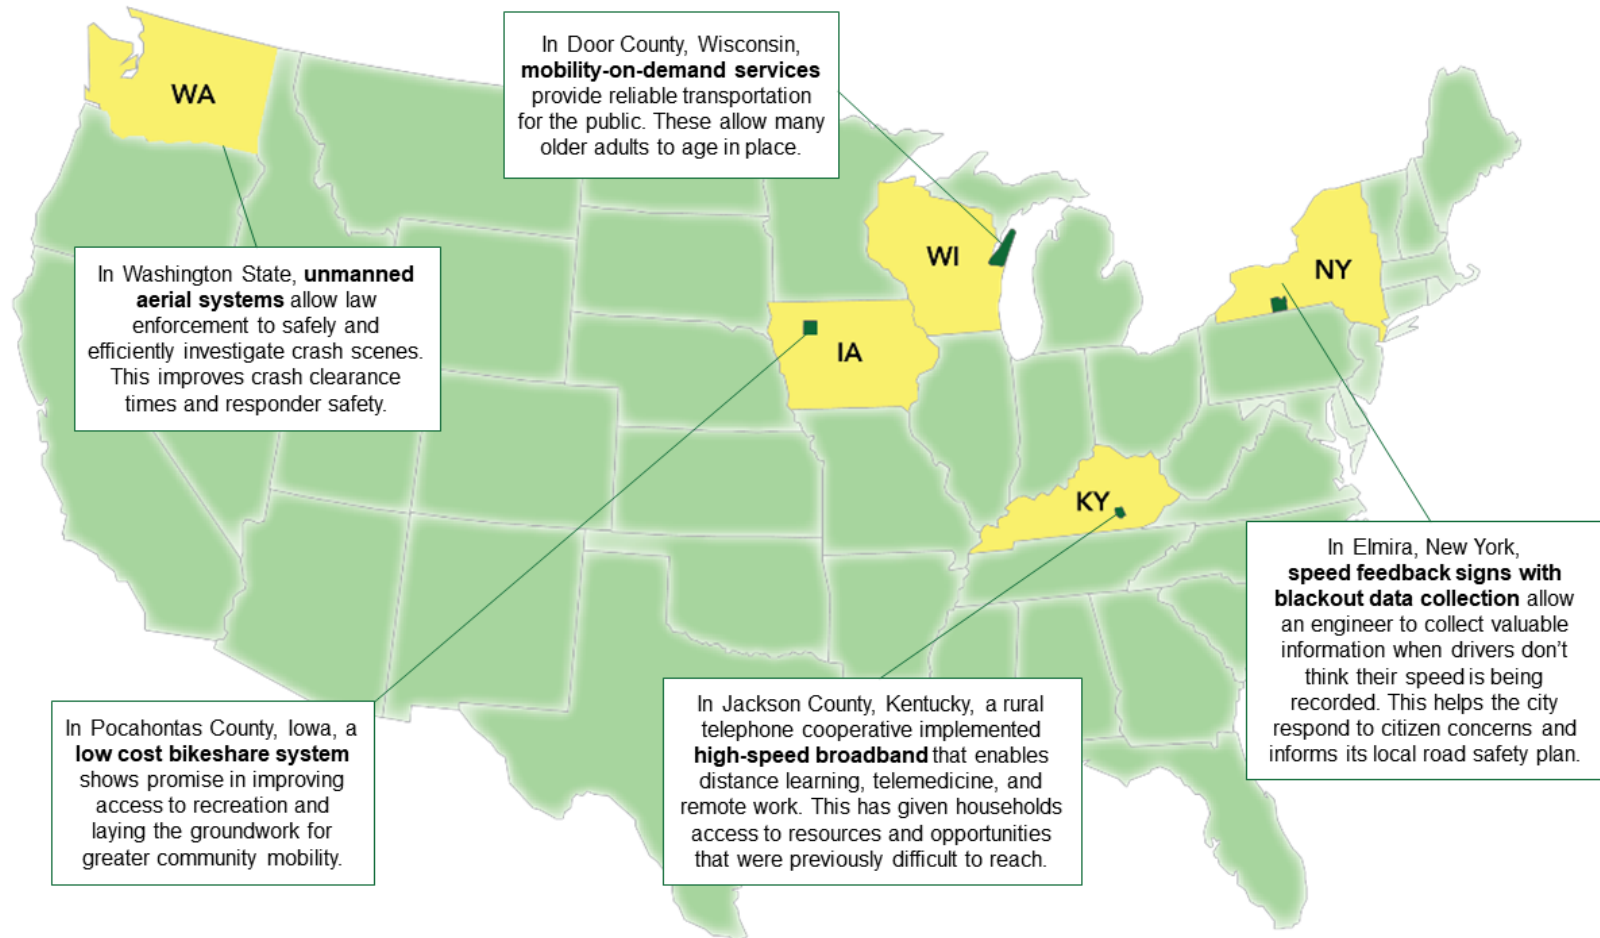 WA
In Door County, Wisconsin,
mobility-on-demand services
provide reliable transportation
for the public. These allow many
older adults to age in place.
WI
NY
In Washington State, unmanned
aerial systems allow law
enforcement to safely and
efficiently investigate crash scenes.
This improves crash clearance
times and responder safety.
IA
KY
In Elmira, New York,
speed feedback signs with
blackout data collection allow
an engineer to collect valuable
information when drivers don’t
think their speed is being
recorded. This helps the city
respond to citizen concerns and
informs its local road safety plan.
In Pocahontas County, Iowa, a
low cost bikeshare system
shows promise in improving
access to recreation and
laying the groundwork for
greater community mobility.
In Jackson County, Kentucky, a rural
telephone cooperative implemented
high-speed broadband that enables
distance learning, telemedicine, and
remote work. This has given households
access to resources and opportunities
that were previously difficult to reach.